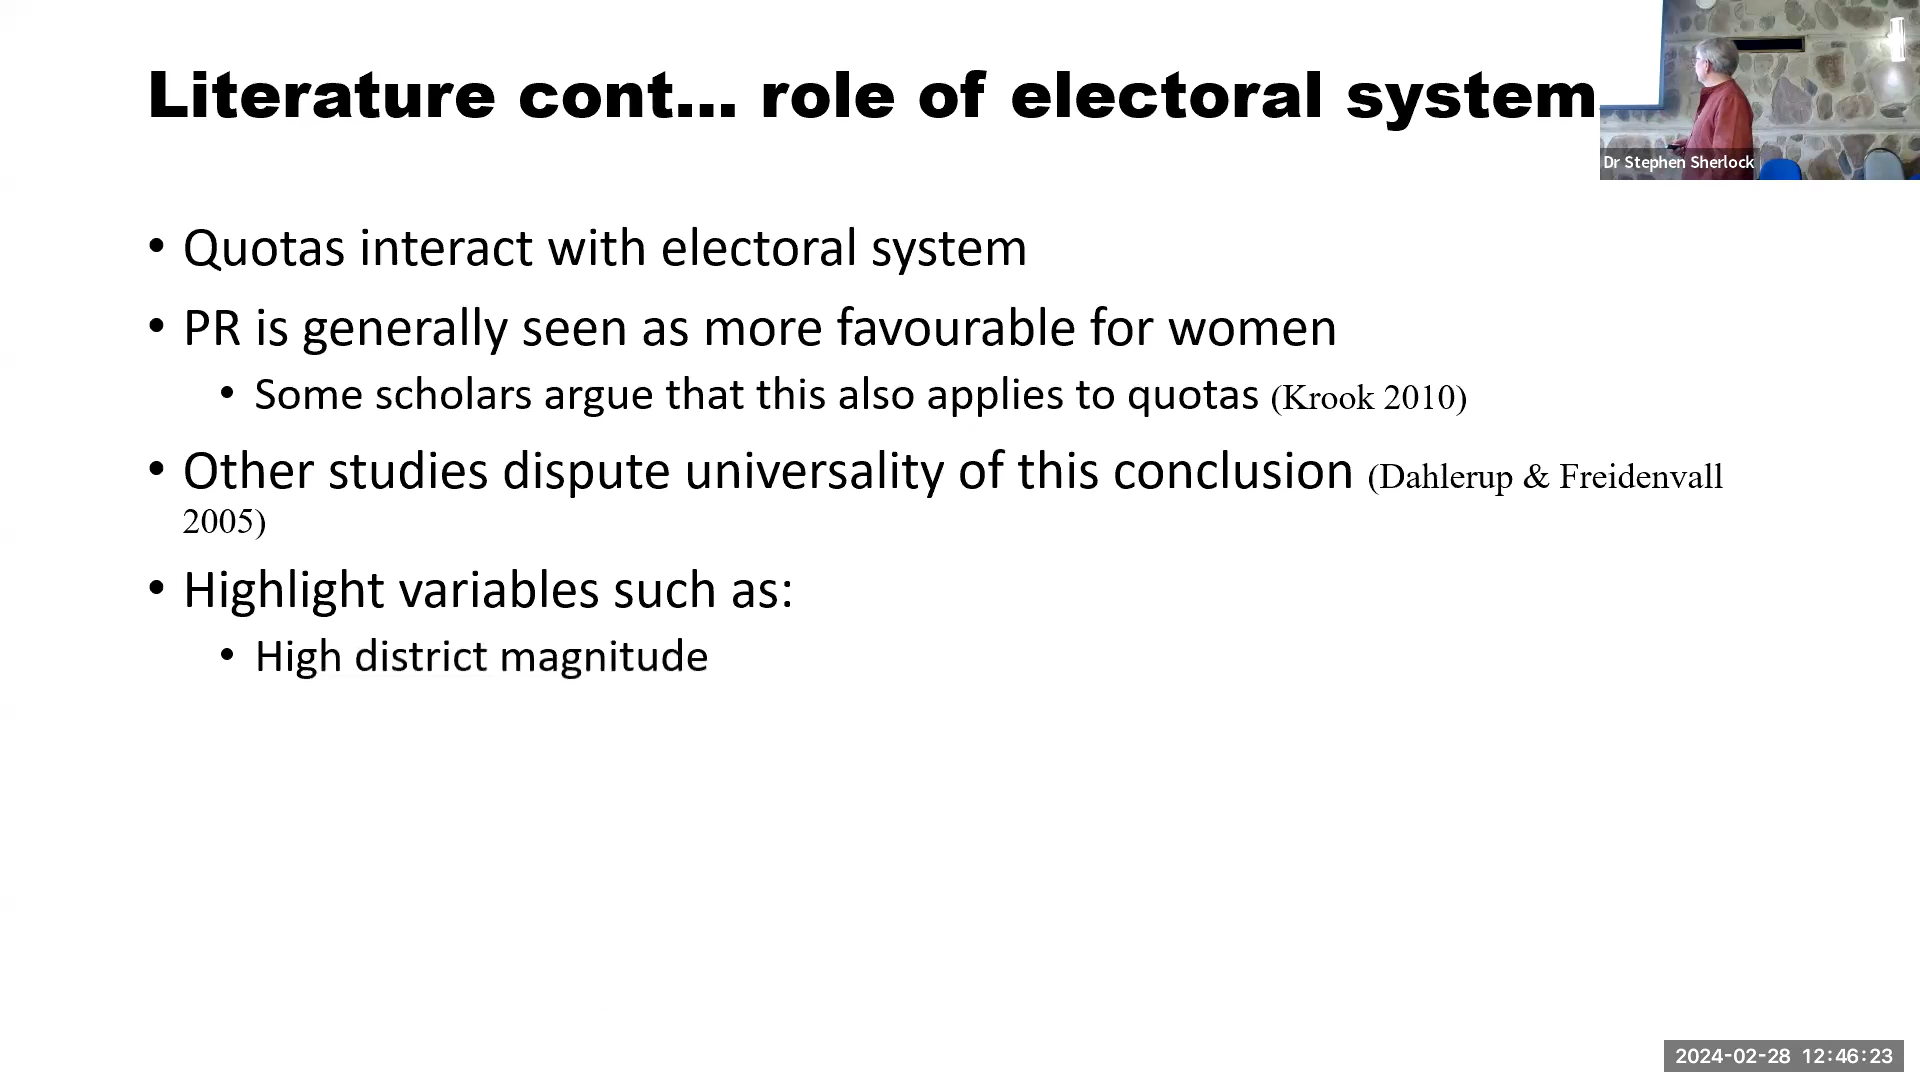 Literature cont... role of electoral system
Dr Stephen Sherlock
• Quotas interact with electoral system
• PR is generally seen as more favourable for women
• Some scholars argue that this also applies to quotas (Krook 2010)
• Other studies dispute universality of this conclusion (Dahlerup & Freidenvall
2005)
• Highlight variables such as:
• High district magnitude
2024-02-28 12:46:23